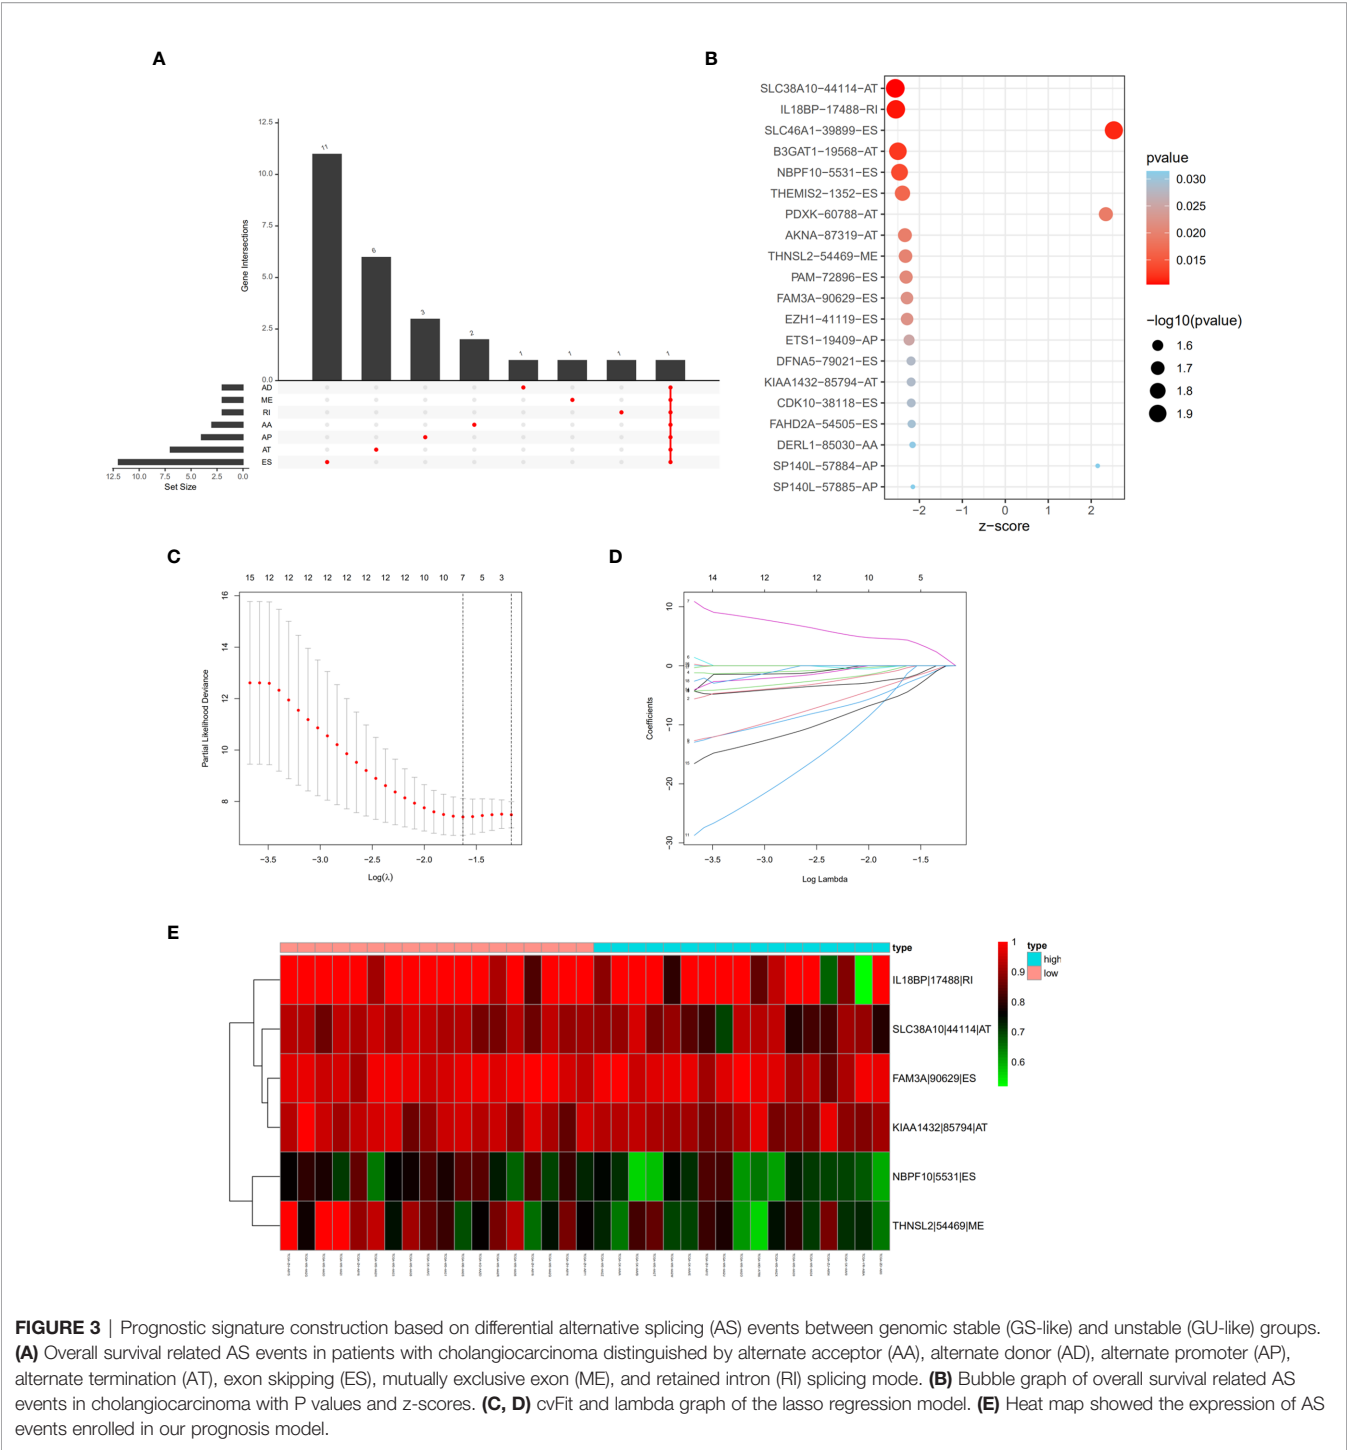 A
B
12.5
10.0
7.5
5.0
2.5
0.0
Gene Intersections
11
6
3
2
1
1
1
1
AD
ME
RI
AA
AP
AT
ES
12.5 10.0 7.5 5.0 2.5 0.0
Set Size
SLC38A10−44114−AT
IL18BP−17488−RI
SLC46A1−39899−ES
B3GAT1−19568−AT
NBPF10−5531−ES
THEMIS2−1352−ES
PDXK−60788−AT
AKNA−87319−AT
THNSL2−54469−ME
PAM−72896−ES
FAM3A−90629−ES
EZH1−41119−ES
ETS1−19409−AP
DFNA5−79021−ES
KIAA1432−85794−AT
CDK10−38118−ES
FAHD2A−54505−ES
DERL1−85030−AA
SP140L−57884−AP
SP140L−57885−AP
−2 −1 0 1 2
z−score
pvalue
0.030
0.025
0.020
0.015
−log10(pvalue)
1.6
1.7
1.8
1.9
C
15 12 12 12 12 12 12 12 12 10 10 7 5 3
16
14
12
10
8
Partial Likelihood Deviance
−3.5 −3.0 −2.5 −2.0 −1.5
Log(λ)
D
14 12 12 10 5
10
0
−10
−20
−30
Coefficients
−3.5 −3.0 −2.5 −2.0 −1.5
Log Lambda
E
type
IL18BP|17488|RI
SLC38A10|44114|AT
FAM3A|90629|ES
KIAA1432|85794|AT
NBPF10|5531|ES
THNSL2|54469|ME
1
0.9
0.8
0.7
0.6
type
high
low
FIGURE 3 | Prognostic signature construction based on differential alternative splicing (AS) events between genomic stable (GS-like) and unstable (GU-like) groups.
(A) Overall survival related AS events in patients with cholangiocarcinoma distinguished by alternate acceptor (AA), alternate donor (AD), alternate promoter (AP),
alternate termination (AT), exon skipping (ES), mutually exclusive exon (ME), and retained intron (RI) splicing mode. (B) Bubble graph of overall survival related AS
events in cholangiocarcinoma with P values and z-scores. (C, D) cvFit and lambda graph of the lasso regression model. (E) Heat map showed the expression of AS
events enrolled in our prognosis model.